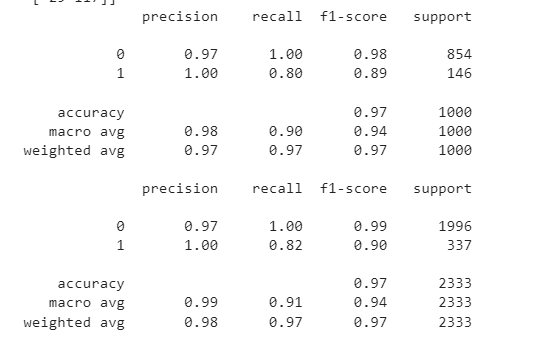 [ 29 117]]
precision recall f1-score support
0 0.97 1.00 0.98 854
1 1.00 0.80 0.89 146
accuracy 0.97 1000
macro avg 0.98 0.90 0.94 1000
weighted avg 0.97 0.97 0.97 1000
precision recall f1-score support
0 0.97 1.00 0.99 1996
1 1.00 0.82 0.90 337
accuracy 0.97 2333
macro avg 0.99 0.91 0.94 2333
weighted avg 0.98 0.97 0.97 2333